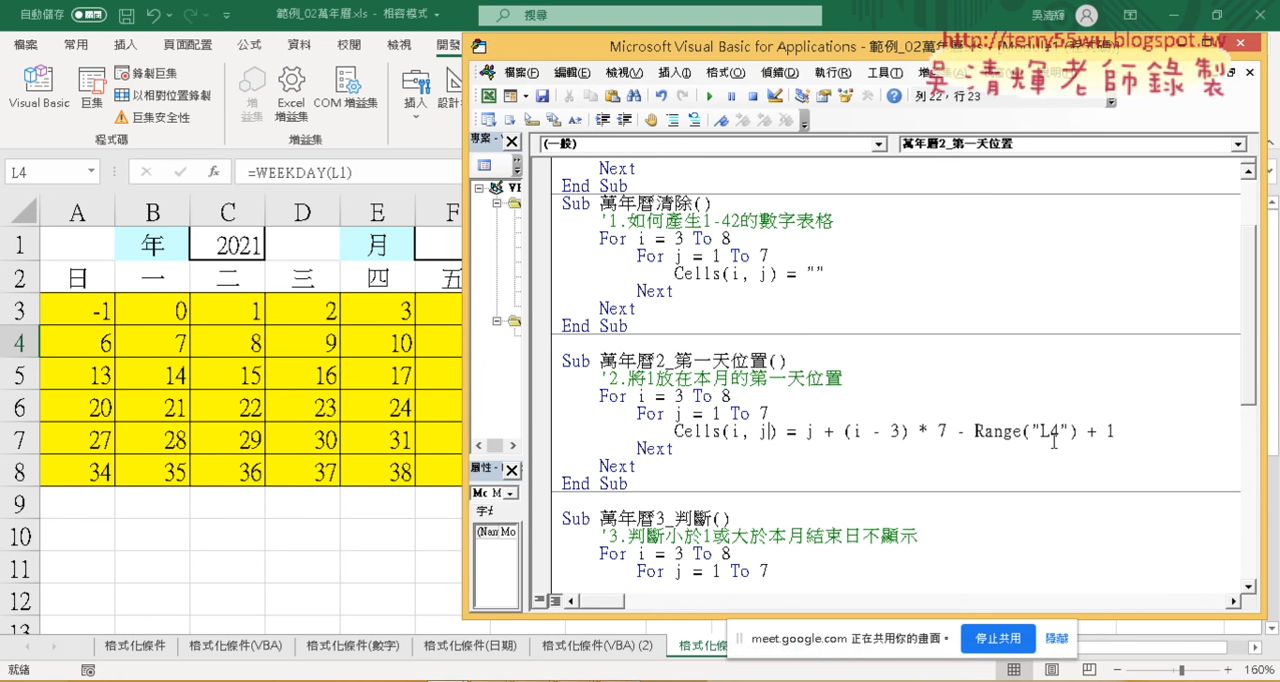 自動儲存
範例_02萬年曆.xls - 相容模式
搜尋
吳清輝
檔案 常用 插入 頁面配置 公式 資料 校閱 檢視 開發
Visual Basic 巨集 錄製巨集 以相對位置錄製 巨集安全性
增益集 Excel 增益集 COM 增益集 插入 設計
程式碼 增益集
L4 fx =WEEKDAY(L1)
A B C D E F
1 年 2021 月
2 日 一 二 三 四 五
3 -1 0 1 2 3
4 6 7 8 9 10
5 13 14 15 16 17
6 20 21 22 23 24
7 27 28 29 30 31
8 34 35 36 37 38
9
10
11
12
13
Microsoft Visual Basic for Applications - 範例_02萬年曆
http://terry55wu.blogspot.tw
吳清輝老師錄製
檔案(F) 編輯(E) 檢視(V) 插入(I) 格式(O) 偵錯(D) 執行(R) 工具(T)
列 22，行 23
專案 -
(一般) 萬年曆2_第一天位置
屬性 -
Next
End Sub
Sub 萬年曆清除()
'1.如何產生1-42的數字表格
For i = 3 To 8
For j = 1 To 7
Cells(i, j) = ""
Next
Next
End Sub
Sub 萬年曆2_第一天位置()
'2.將1放在本月的第一天位置
For i = 3 To 8
For j = 1 To 7
Cells(i, j) = j + (i - 3) * 7 - Range("L4") + 1
Next
Next
End Sub
Sub 萬年曆3_判斷()
'3.判斷小於1或大於本月結束日不顯示
For i = 3 To 8
For j = 1 To 7
格式化條件 格式化條件(VBA) 格式化條件(數字) 格式化條件(日期) 格式化條件(VBA) (2) 格式化條
meet.google.com 正在共用你的畫面。 停止共用 隱藏
就緒
160%